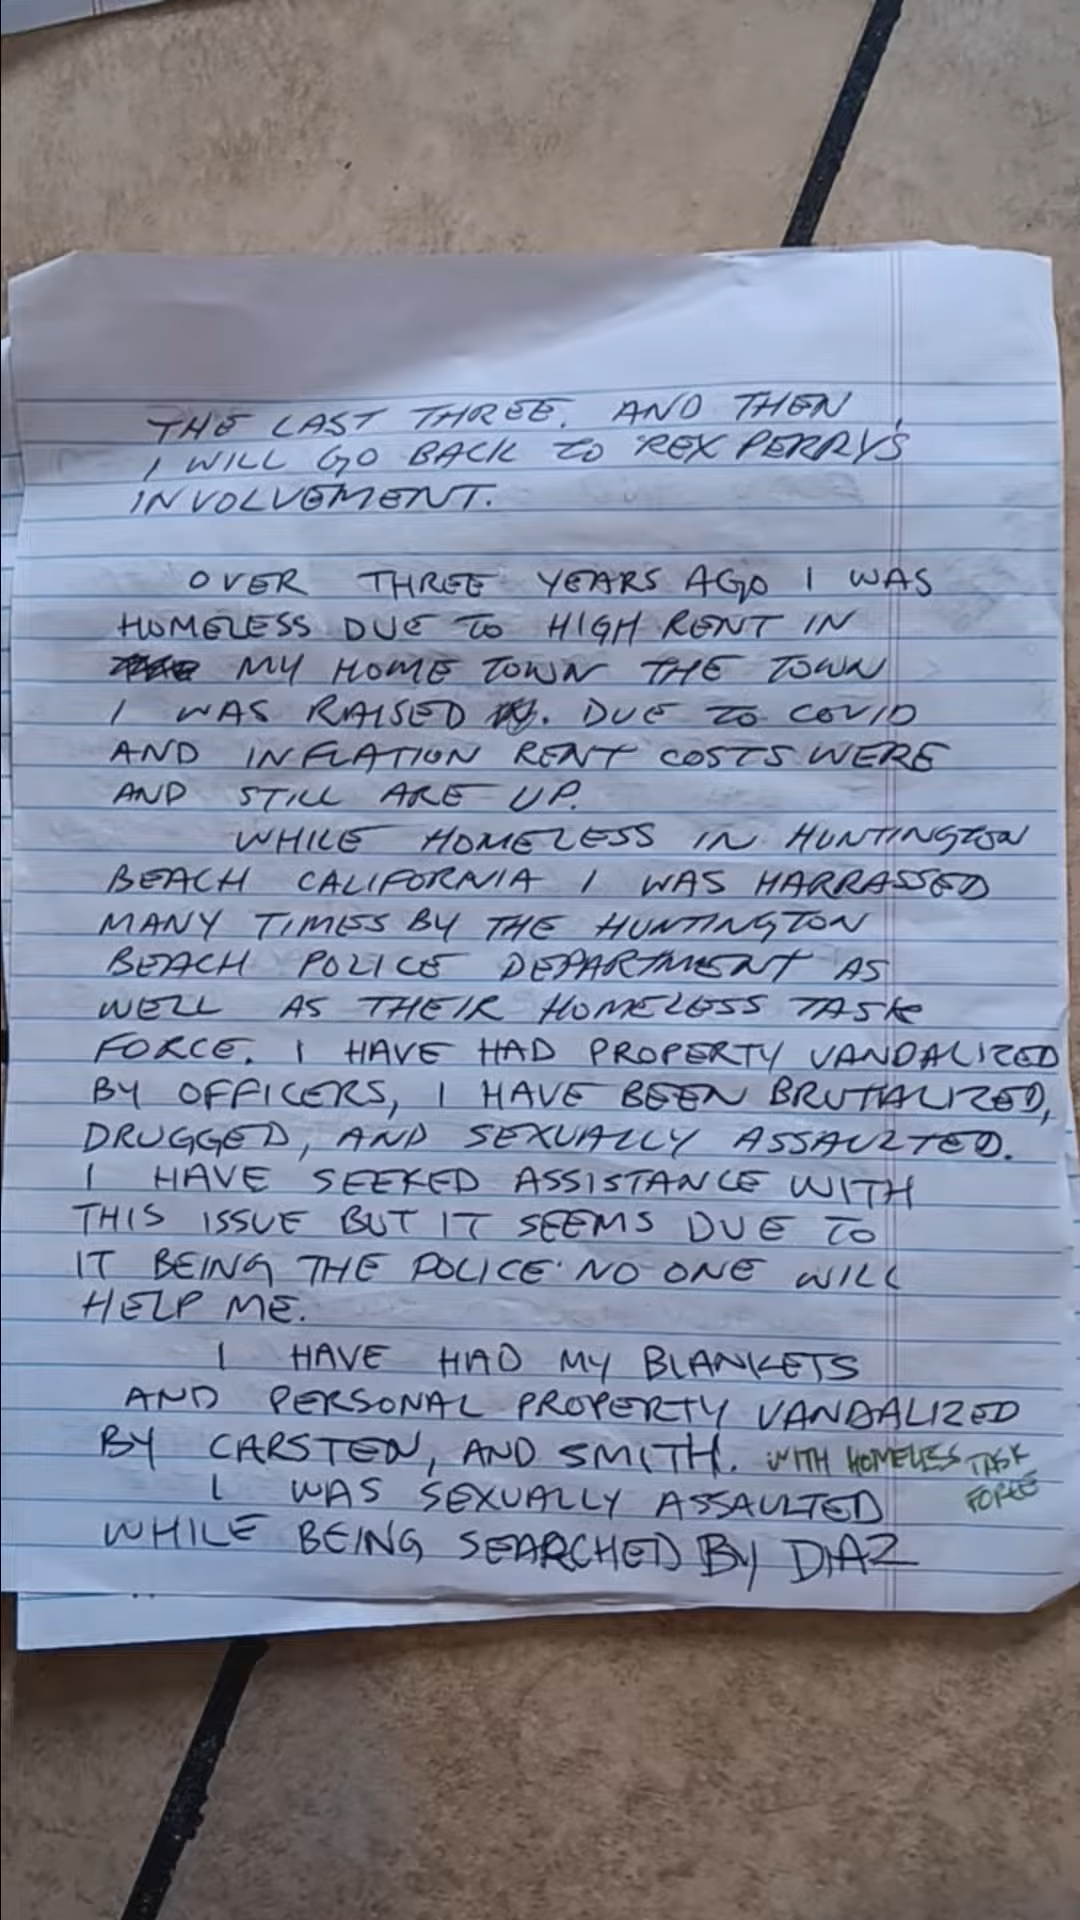 THE LAST THREE. AND THEN
I WILL GO BACK TO REX PERRY'S
INVOLVEMENT.
OVER THREE YEARS AGO I WAS
HOMELESS DUE TO HIGH RENT IN
MY HOME TOWN THE TOWN
I WAS RAISED. DUE TO COVID
AND INFLATION RENT COSTS WERE
AND STILL ARE UP.
WHILE HOMELESS IN HUNTINGTON
BEACH CALIFORNIA I WAS HARRASSED
MANY TIMES BY THE HUNTINGTON
BEACH POLICE DEPARTMENT AS
WELL AS THEIR HOMELESS TASK
FORCE. I HAVE HAD PROPERTY VANDALIZED
BY OFFICERS, I HAVE BEEN BRUTALIZED,
DRUGGED, AND SEXUALLY ASSAULTED.
I HAVE SEEKED ASSISTANCE WITH
THIS ISSUE BUT IT SEEMS DUE TO
IT BEING THE POLICE NO ONE WILL
HELP ME.
I HAVE HAD MY BLANKETS
AND PERSONAL PROPERTY VANDALIZED
BY CARSTEN, AND SMITH. WITH HOMELESS TASK
FORCE
I WAS SEXUALLY ASSAULTED
WHILE BEING SEARCHED BY DIAZ